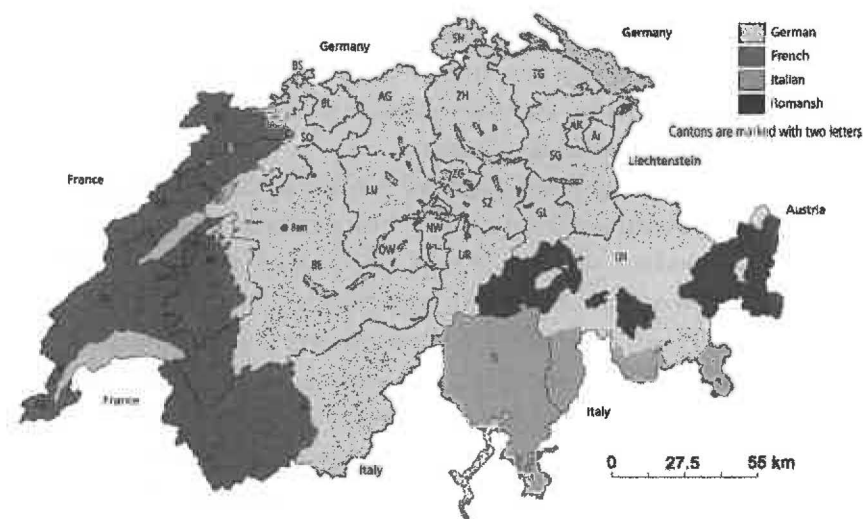 Germany
Germany
German
French
Italian
Romansh
Cantons are marked with two letters
SH
BS
BL
AG
ZH
TG
SO
AR
AI
SG
Liechtenstein
France
LU
ZG
SZ
GL
Austria
Bern
NW
OW
UR
BE
France
Italy
Italy
0 27.5 55 km